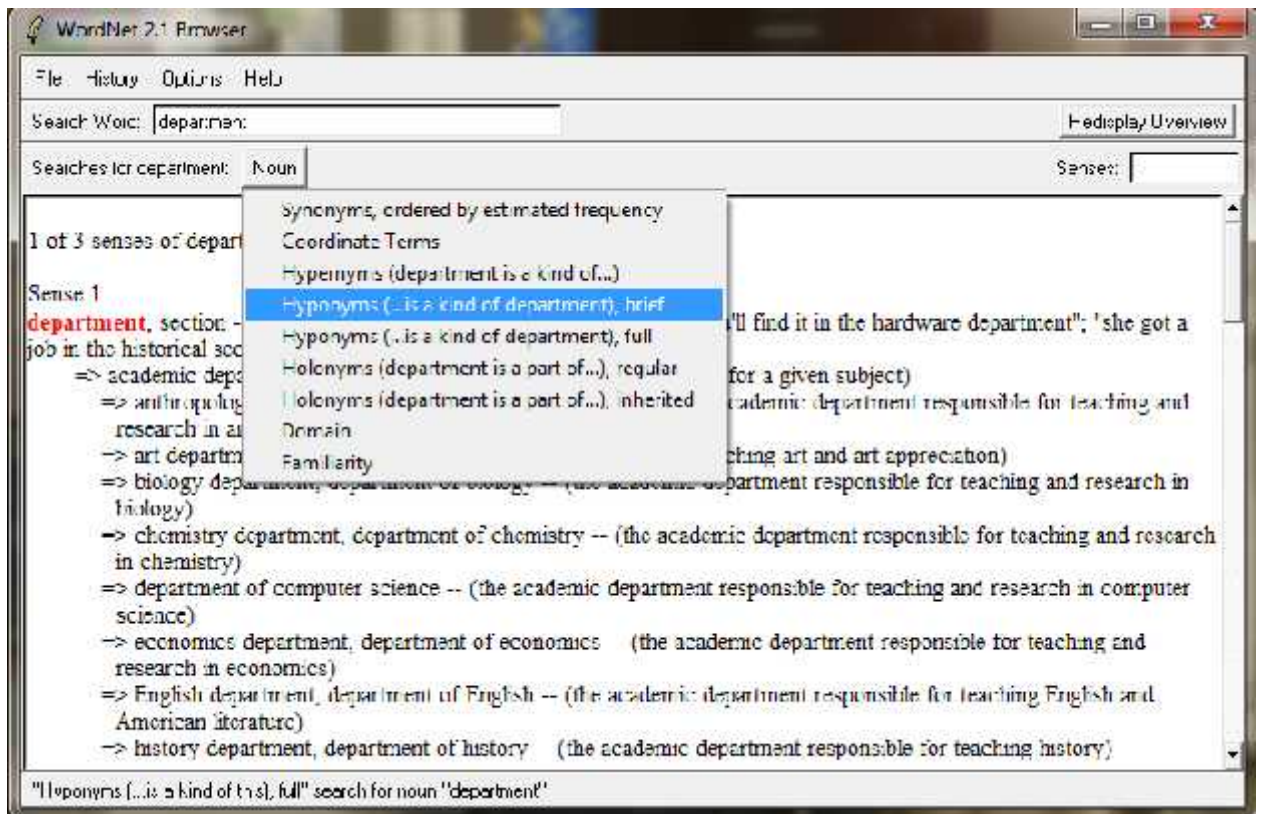 WordNet 2.1 Browser
File History Options Help
Search Word: department Redisplay Overview
Searches for department: Noun Senses:
Synonyms, ordered by estimated frequency
Coordinate Terms
Hypernyms (department is a kind of...)
Hyponyms (...is a kind of department), brief
Hyponyms (...is a kind of department), full
Holonyms (department is a part of...), regular
Holonyms (department is a part of...), inherited
Domain
Familiarity
1 of 3 senses of depart
Sense 1
department, section - 'll find it in the hardware department"; "she got a
job in the historical sec
=> academic depa for a given subject)
=> anthropolog academic department responsible for teaching and
research in an
=> art departm ching art and art appreciation)
=> biology department, department of biology -- (the academic department responsible for teaching and research in
biology)
=> chemistry department, department of chemistry -- (the academic department responsible for teaching and research
in chemistry)
=> department of computer science -- (the academic department responsible for teaching and research in computer
science)
=> economics department, department of economics -- (the academic department responsible for teaching and
research in economics)
=> English department, department of English -- (the academic department responsible for teaching English and
American literature)
=> history department, department of history -- (the academic department responsible for teaching history)
"Hyponyms (...is a kind of this), full" search for noun "department"